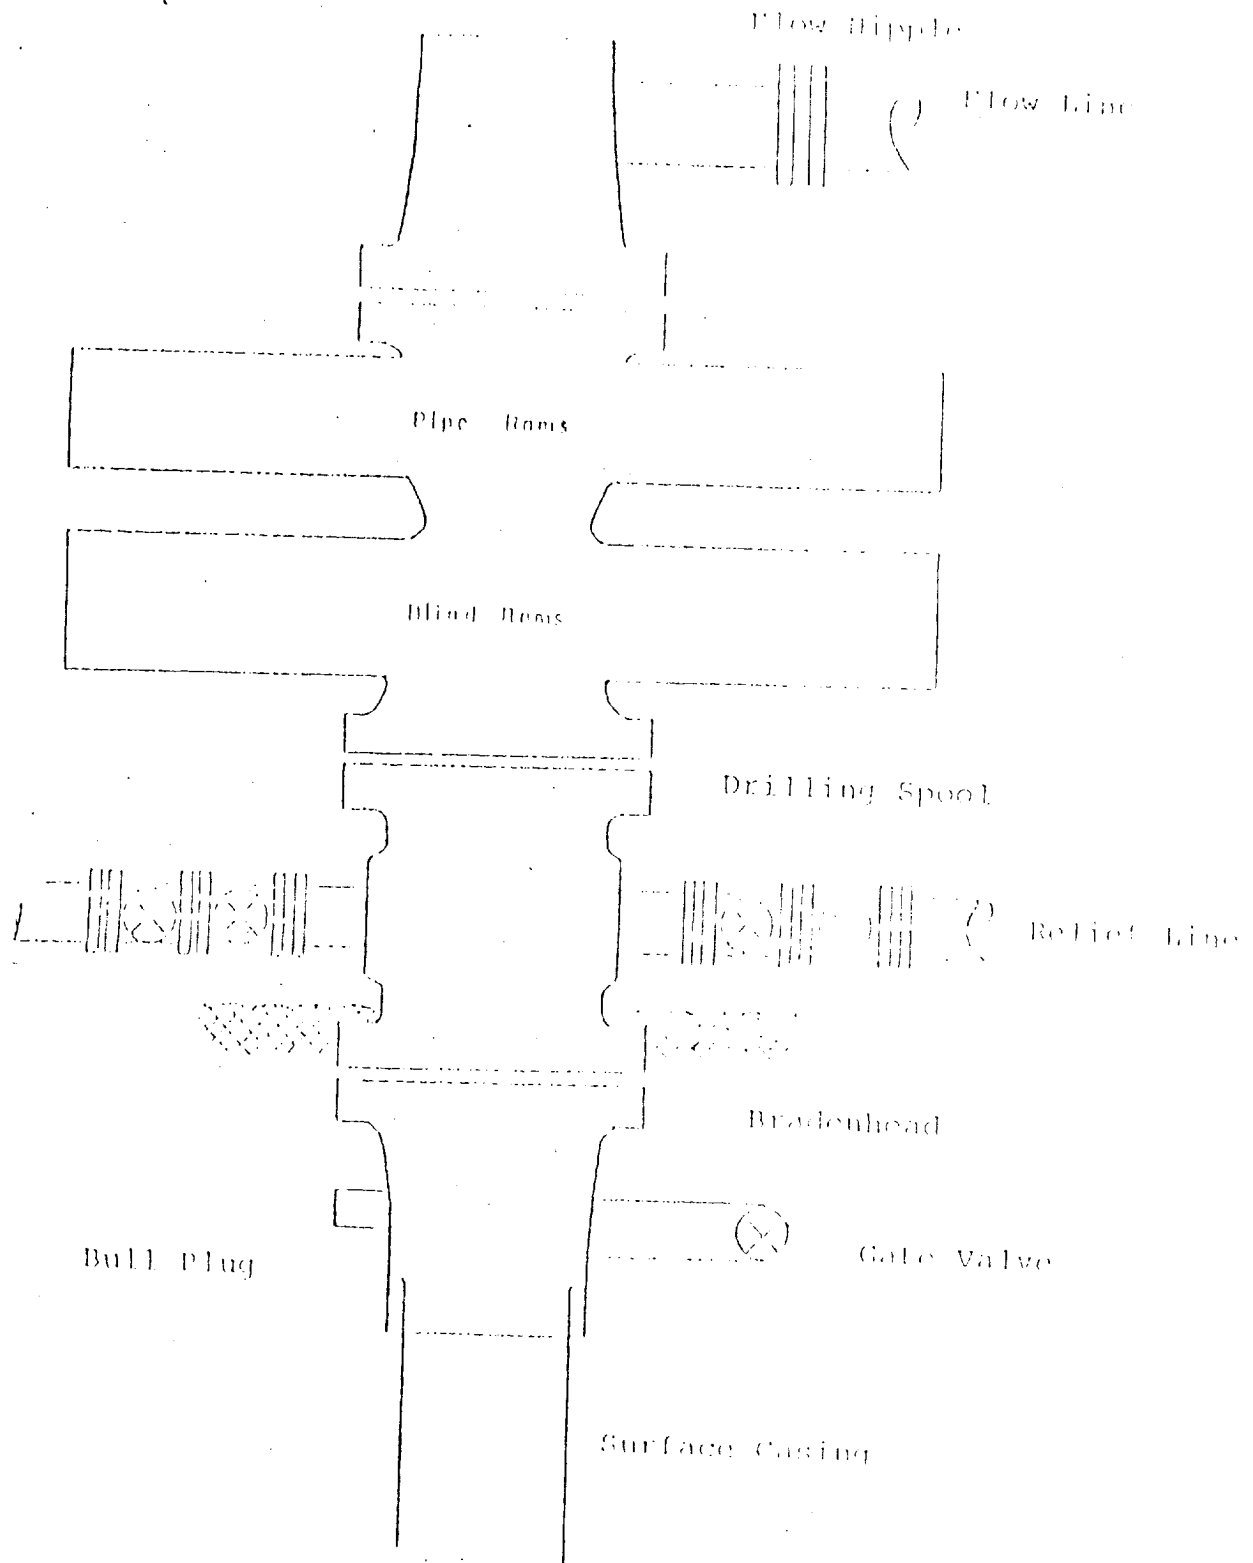 Flow Nipple
Flow Line
Pipe Rams
Blind Rams
Drilling Spool
Relief Line
Bradenhead
Bull Plug
Gate Valve
Surface Casing